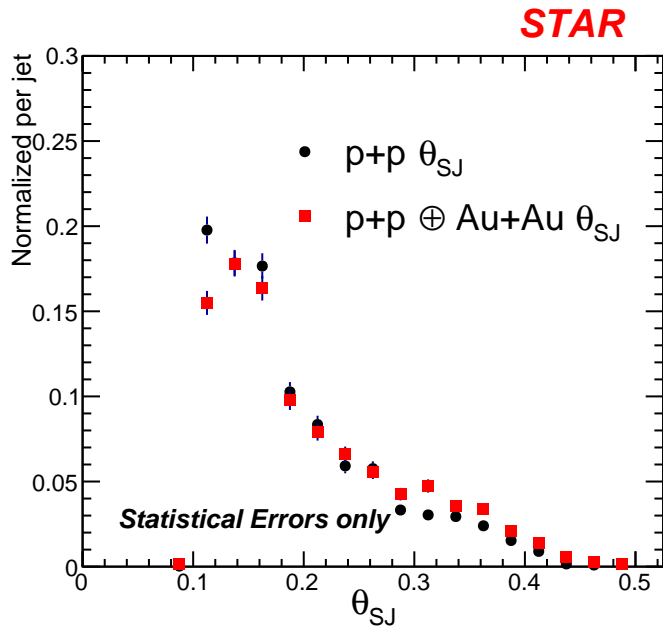 STAR
Normalized per jet
0.3
0.25
0.2
0.15
0.1
0.05
0
p+p θSJ
p+p ⊕ Au+Au θSJ
Statistical Errors only
0 0.1 0.2 0.3 0.4 0.5
θSJ